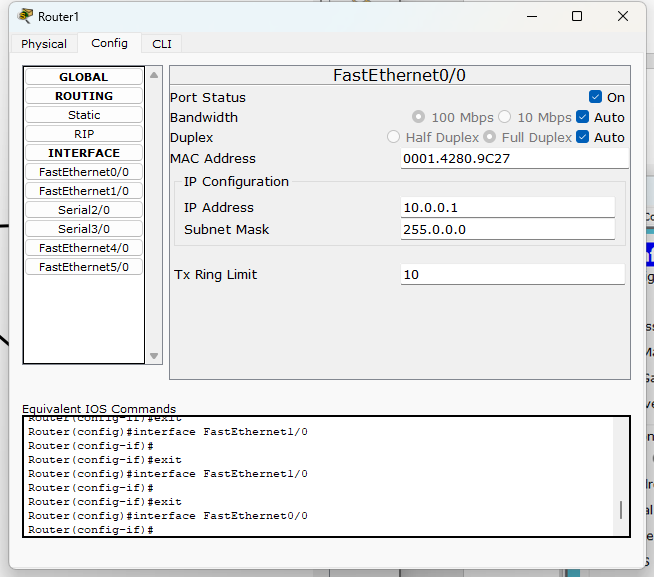 Router1
Physical Config CLI
GLOBAL
ROUTING
Static
RIP
INTERFACE
FastEthernet0/0
FastEthernet1/0
Serial2/0
Serial3/0
FastEthernet4/0
FastEthernet5/0
FastEthernet0/0
Port Status On
Bandwidth 100 Mbps 10 Mbps Auto
Duplex Half Duplex Full Duplex Auto
MAC Address 0001.4280.9C27
IP Configuration
IP Address 10.0.0.1
Subnet Mask 255.0.0.0
Tx Ring Limit 10
Equivalent IOS Commands
Router(config-if)#exit
Router(config)#interface FastEthernet1/0
Router(config-if)#
Router(config-if)#exit
Router(config)#interface FastEthernet1/0
Router(config-if)#
Router(config-if)#exit
Router(config)#interface FastEthernet0/0
Router(config-if)#